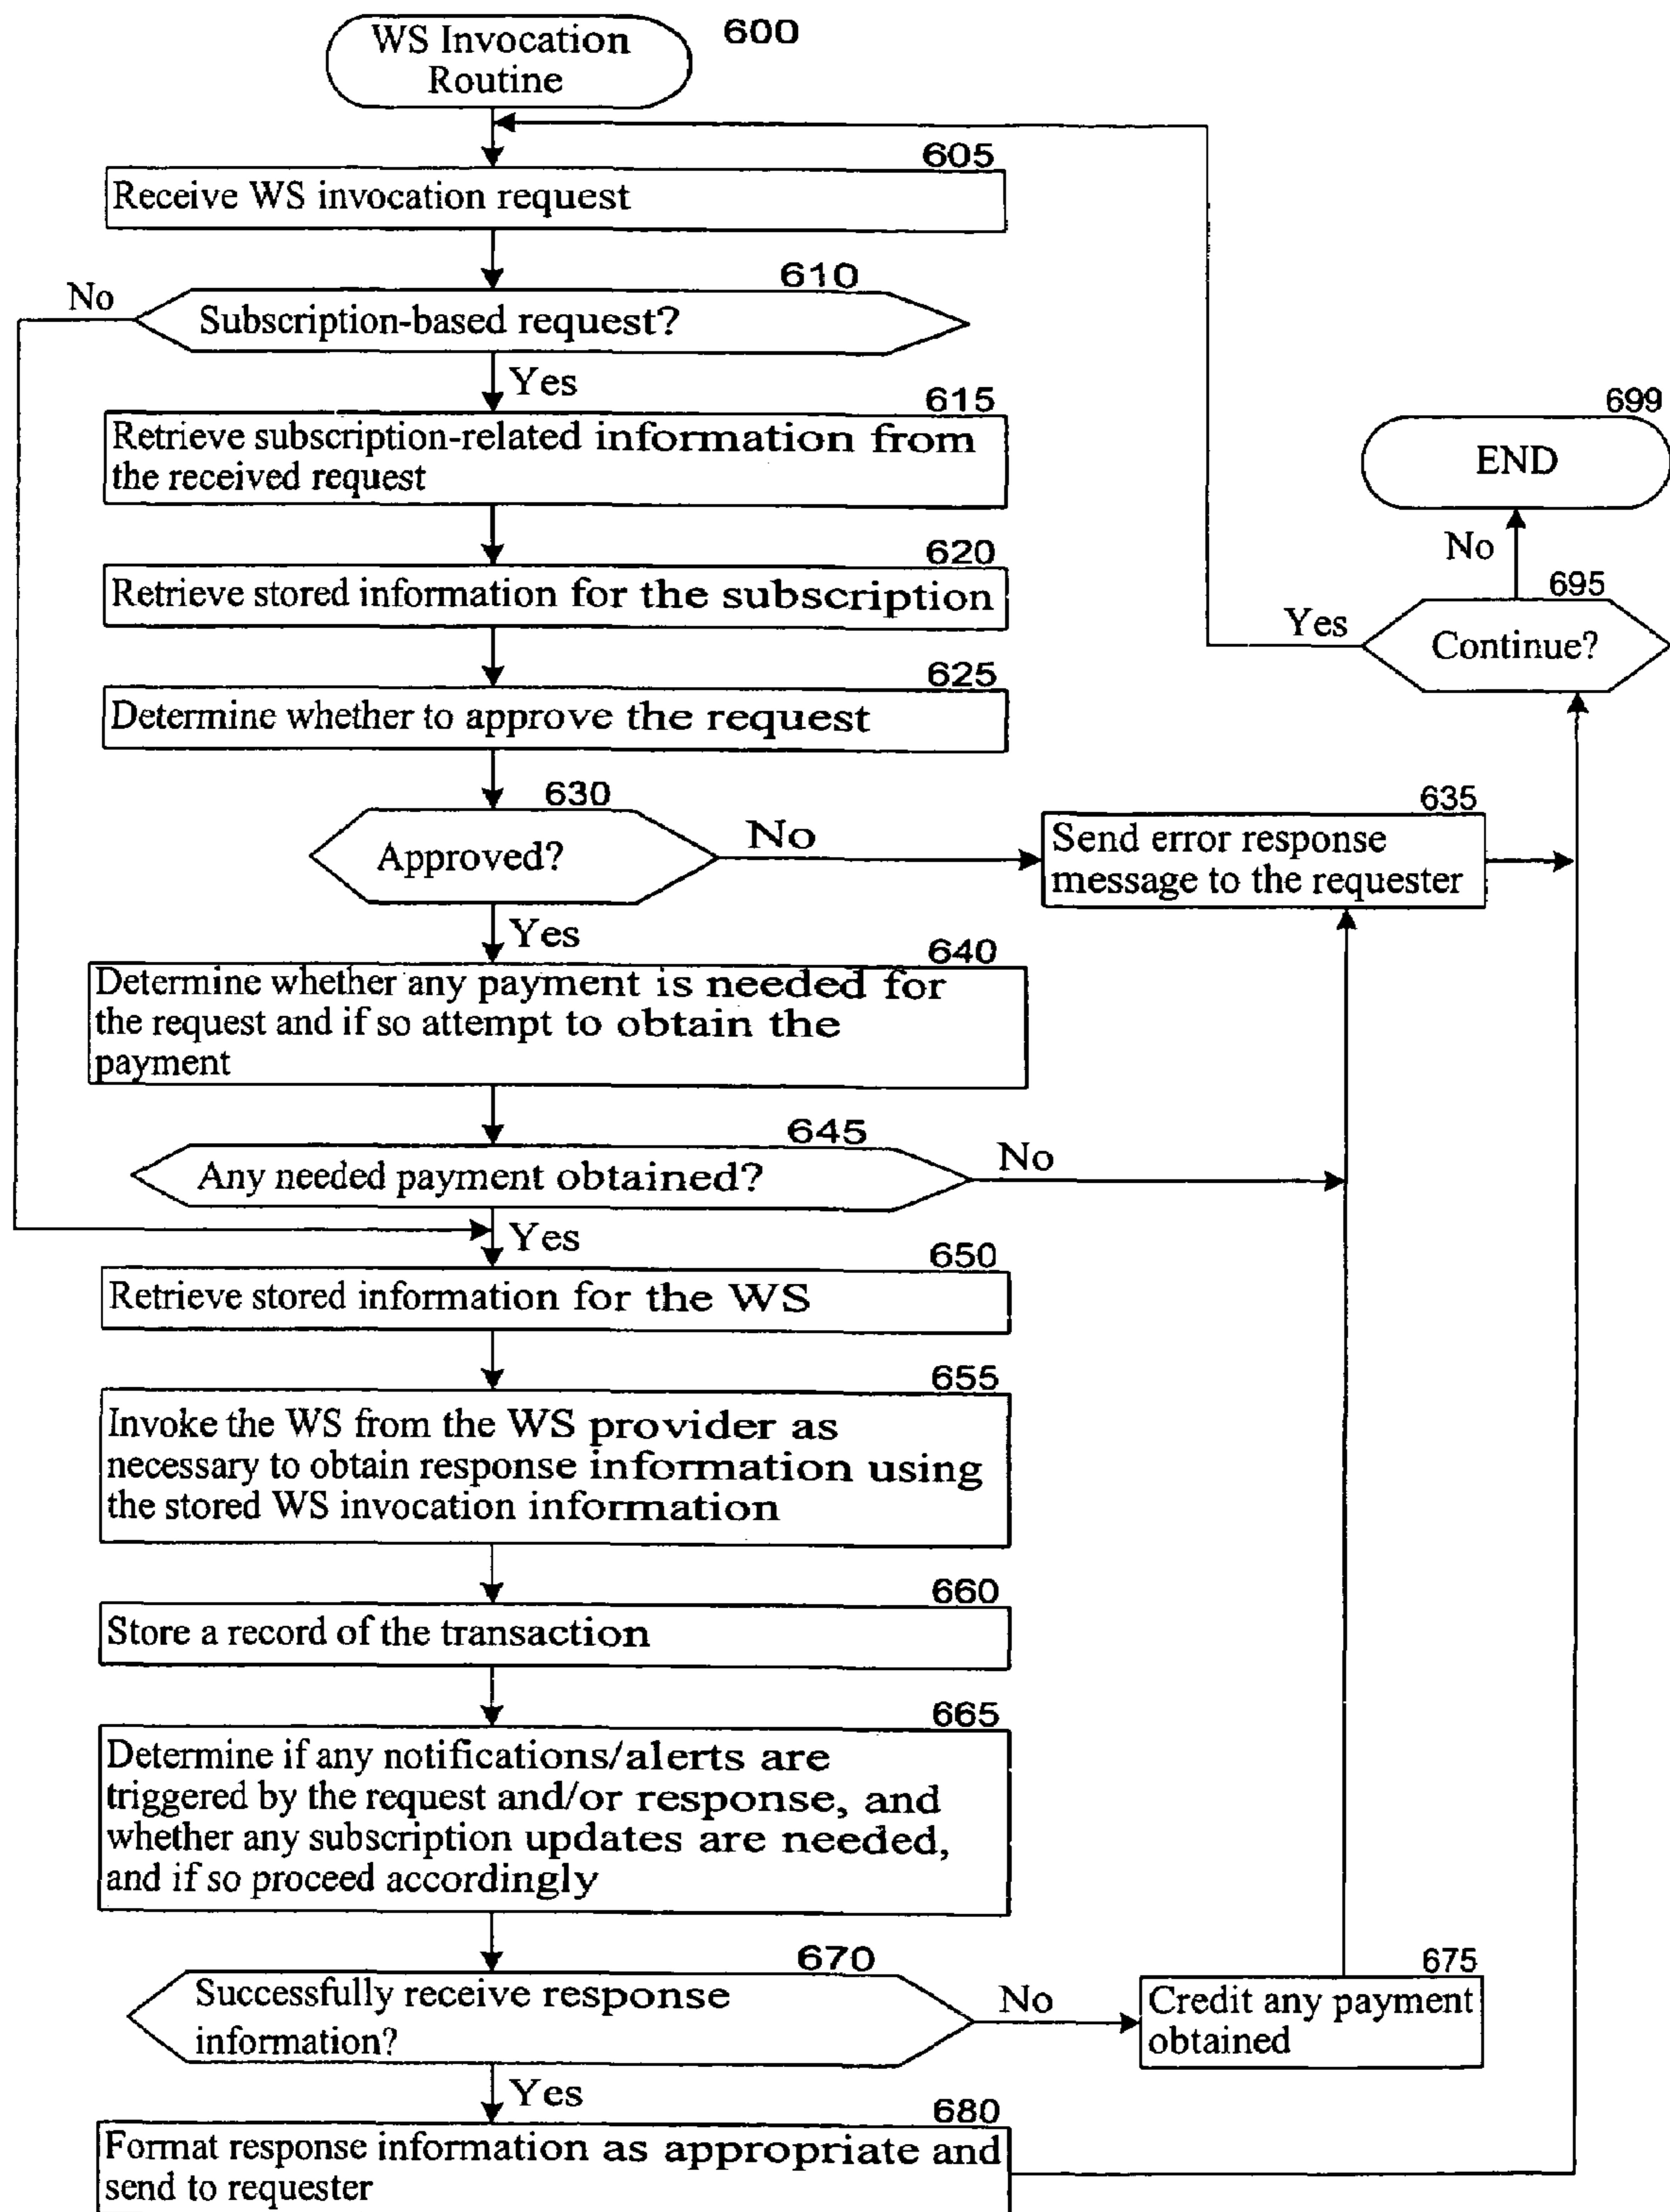 WS Invocation
Routine
600
605
Receive WS invocation request
610
No
Subscription-based request?
Yes
615
Retrieve subscription-related information from
the received request
699
END
No
620
Retrieve stored information for the subscription
695
Yes
Continue?
625
Determine whether to approve the request
630
Approved?
No
635
Send error response
message to the requester
Yes
640
Determine whether any payment is needed for
the request and if so attempt to obtain the
payment
645
Any needed payment obtained?
No
Yes
650
Retrieve stored information for the WS
655
Invoke the WS from the WS provider as
necessary to obtain response information using
the stored WS invocation information
660
Store a record of the transaction
665
Determine if any notifications/alerts are
triggered by the request and/or response, and
whether any subscription updates are needed,
and if so proceed accordingly
670
Successfully receive response
information?
No
675
Credit any payment
obtained
Yes
680
Format response information as appropriate and
send to requester